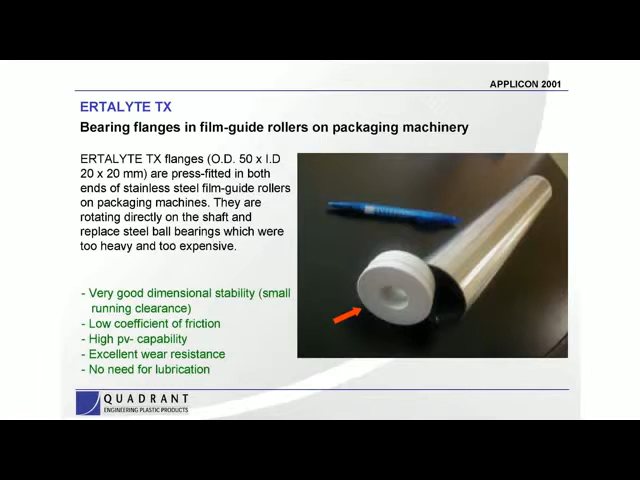 APPLICON 2001
ERTALYTE TX
Bearing flanges in film-guide rollers on packaging machinery
ERTALYTE TX flanges (O.D. 50 x I.D
20 x 20 mm) are press-fitted in both
ends of stainless steel film-guide rollers
on packaging machines. They are
rotating directly on the shaft and
replace steel ball bearings which were
too heavy and too expensive.
- Very good dimensional stability (small
running clearance)
- Low coefficient of friction
- High pv- capability
- Excellent wear resistance
- No need for lubrication
QUADRANT
ENGINEERING PLASTIC PRODUCTS